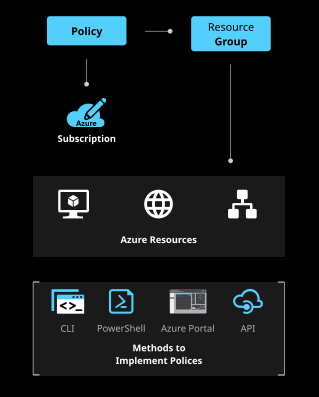 Policy
Resource
Group
Azure
Subscription
Azure Resources
CLI
PowerShell
Azure Portal
API
Methods to
Implement Polices